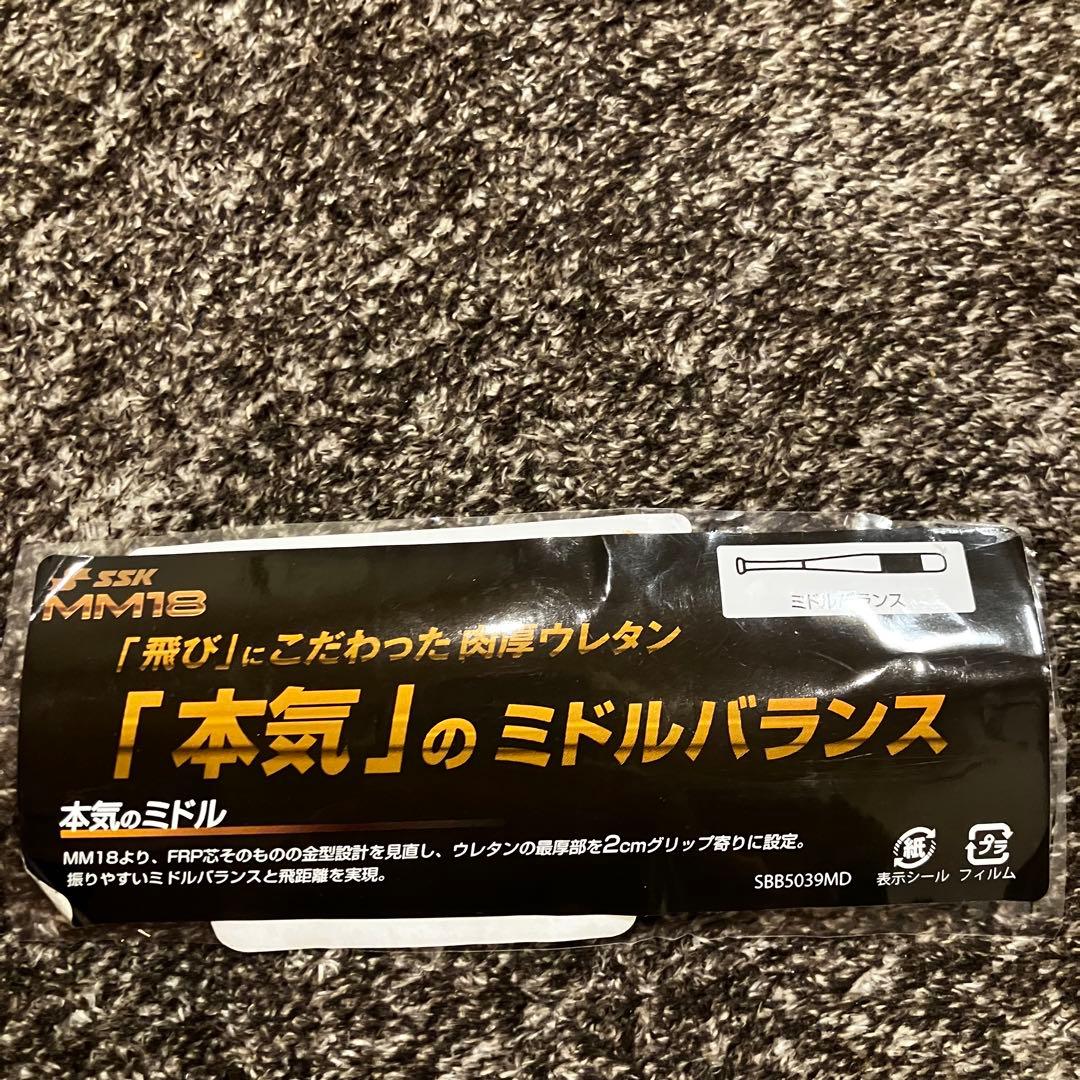 SSK
MM18
ミドルバランス
「飛び」にこだわった肉厚ウレタン
「本気」のミドルバランス
本気のミドル
MM18より、FRP芯そのものの金型設計を見直し、ウレタンの最厚部を2cmグリップ寄りに設定。
振りやすいミドルバランスと飛距離を実現。
SBB5039MD
紙
表示シール
プラ
フィルム